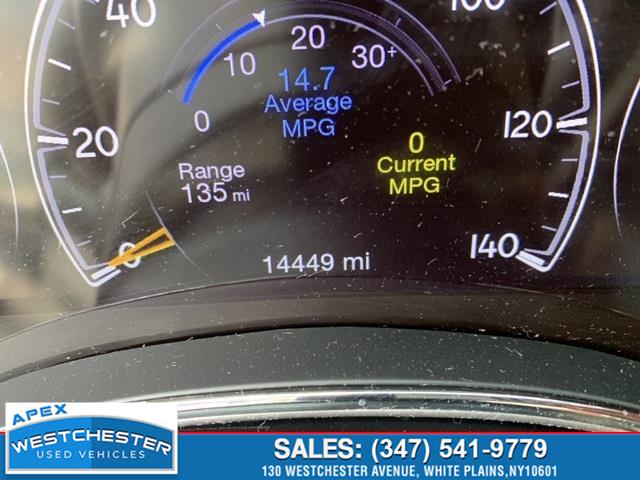 100
20
30+
10
14.7
Average
MPG
0
0
Current
MPG
20
120
Range
135 mi
0
14449 mi
140
APEX
WESTCHESTER
USED VEHICLES
SALES: (347) 541-9779
130 WESTCHESTER AVENUE, WHITE PLAINS,NY10601